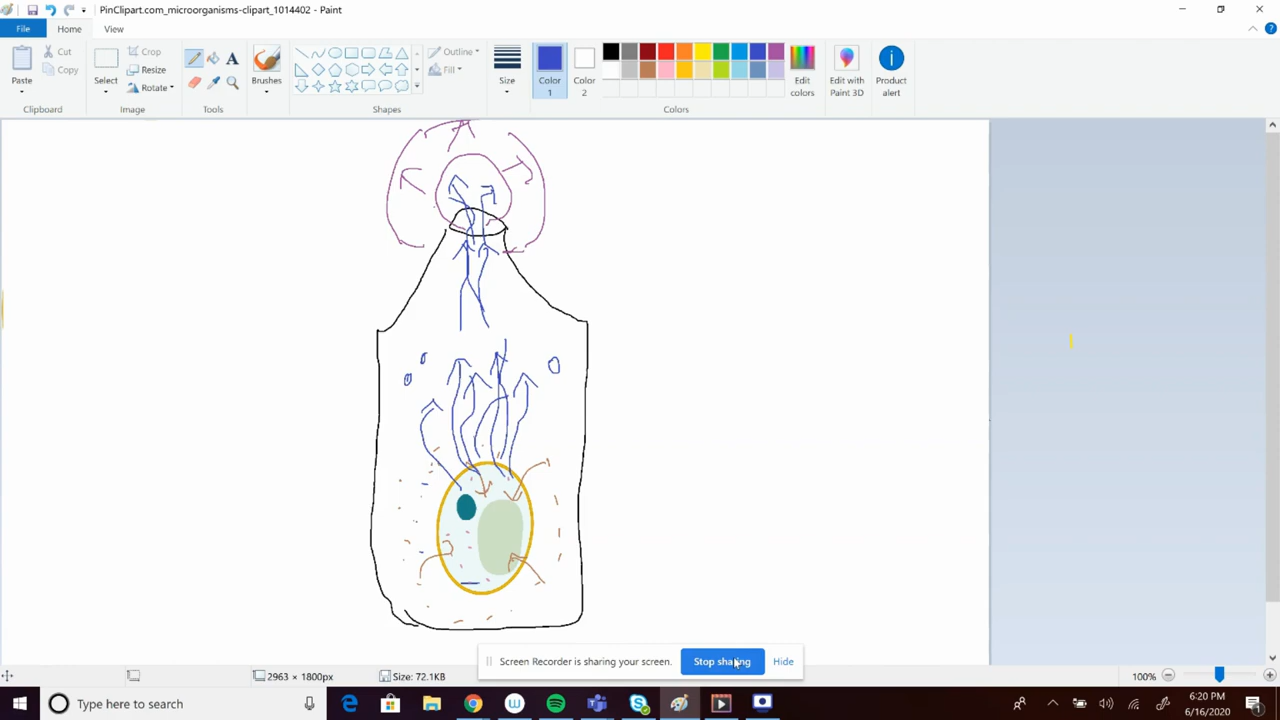 PinClipart.com_microorganisms-clipart_1014402 - Paint
File Home View
Paste
Cut
Copy
Clipboard
Select
Crop
Resize
Rotate
Image
A
Tools
Brushes
Outline
Fill
Shapes
Size
Color
1
Color
2
Edit
colors
Colors
Edit with
Paint 3D
Product
alert
Screen Recorder is sharing your screen. Stop sharing Hide
2963 × 1800px Size: 72.1KB 100%
Type here to search
6:20 PM
6/16/2020